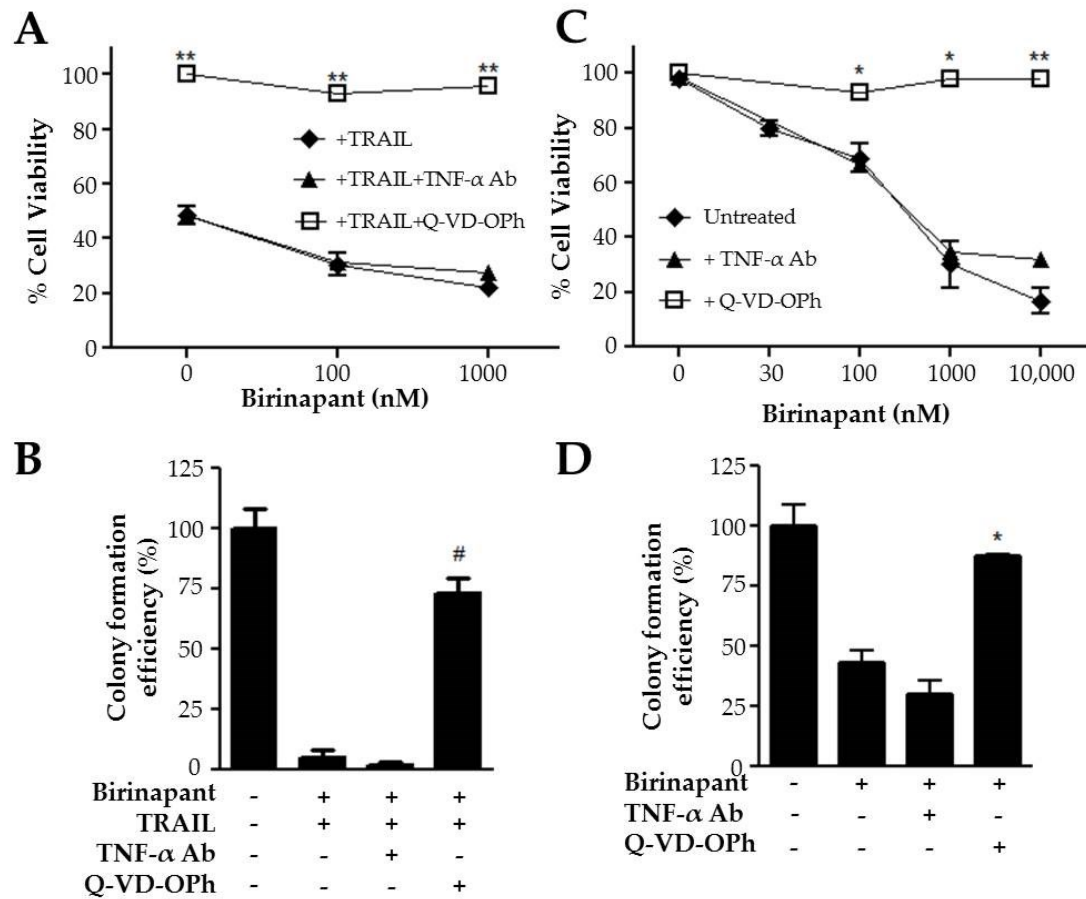 A
% Cell Viability
100
80
60
40
20
0
** ** **
+TRAIL
+TRAIL+TNF-α Ab
+TRAIL+Q-VD-OPh
0 100 1000
Birinapant (nM)
C
% Cell Viability
100
80
60
40
20
0
* * **
Untreated
+ TNF-α Ab
+ Q-VD-OPh
0 30 100 1000 10,000
Birinapant (nM)
B
Colony formation
efficiency (%)
125
100
75
50
25
0
#
Birinapant - + + +
TRAIL - + + +
TNF-α Ab - - + -
Q-VD-OPh - - - +
D
Colony formation
efficiency (%)
125
100
75
50
25
0
*
Birinapant - + + +
TNF-α Ab - - + -
Q-VD-OPh - - - +